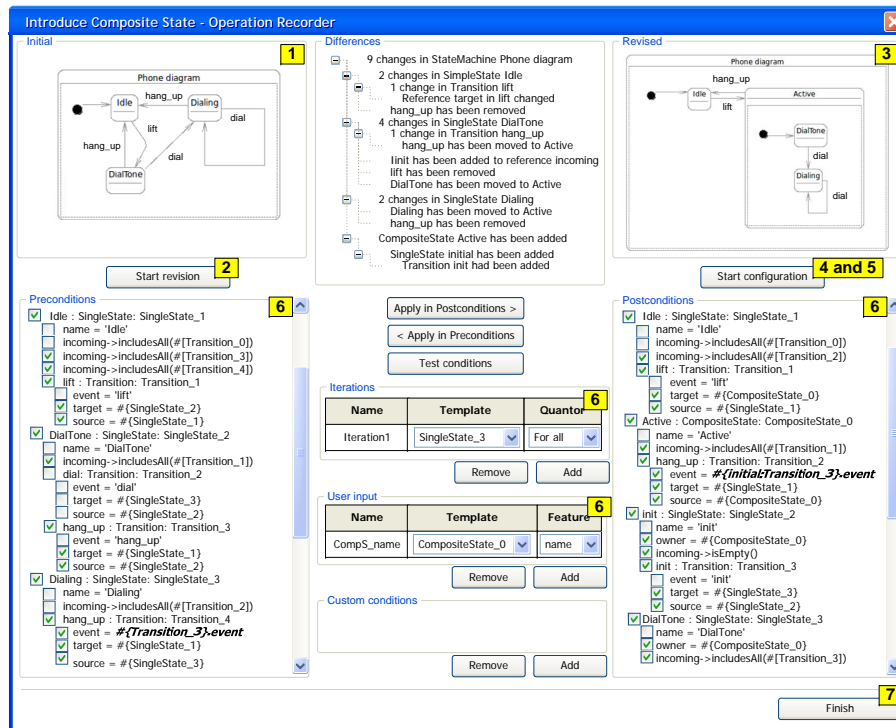 Introduce Composite State - Operation Recorder
Initial
1
Phone diagram
Idle
hang_up
Dialing
lift
dial
hang_up
dial
DialTone
Start revision
2
Differences
9 changes in StateMachine Phone diagram
2 changes in SimpleState Idle
1 change in Transition lift
Reference target in lift changed
hang_up has been removed
4 changes in SingleState DialTone
1 change in Transition hang_up
hang_up has been moved to Active
Iinit has been added to reference incoming
lift has been removed
DialTone has been moved to Active
2 changes in SingleState Dialing
Dialing has been moved to Active
hang_up has been removed
CompositeState Active has been added
SingleState initial has been added
Transition init had been added
Revised
3
Phone diagram
hang_up
Idle
Active
lift
DialTone
dial
Dialing
dial
Start configuration
4 and 5
Preconditions
6
Idle : SingleState: SingleState_1
name = 'Idle'
incoming->includesAll(#[Transition_0])
incoming->includesAll(#[Transition_3])
incoming->includesAll(#[Transition_4])
lift : Transition: Transition_1
event = 'lift'
target = #{SingleState_2}
source = #{SingleState_1}
DialTone : SingleState: SingleState_2
name = 'DialTone'
incoming->includesAll(#[Transition_1])
dial: Transition: Transition_2
event = 'dial'
target = #{SingleState_3}
source = #{SingleState_2}
hang_up : Transition: Transition_3
event = 'hang_up'
target = #{SingleState_1}
source = #{SingleState_2}
Dialing : SingleState: SingleState_3
name = 'Dialing'
incoming->includesAll(#[Transition_2])
hang_up : Transition: Transition_4
event = #{Transition_3}.event
target = #{SingleState_1}
source = #{SingleState_3}
Apply in Postconditions >
< Apply in Preconditions
Test conditions
Iterations
6
Name Template Quantor
Iteration1 SingleState_3 For all
Remove Add
User input
6
Name Template Feature
CompS_name CompositeState_0 name
Remove Add
Custom conditions
Remove Add
Postconditions
6
Idle : SingleState: SingleState_1
name = 'Idle'
incoming->includesAll(#[Transition_0])
incoming->includesAll(#[Transition_2])
lift : Transition: Transition_1
event = 'lift'
target = #{CompositeState_0}
source = #{SingleState_1}
Active : CompositeState: CompositeState_0
name = 'Active'
incoming->includesAll(#[Transition_1])
hang_up : Transition: Transition_2
event = #{initial:Transition_3}.event
target = #{SingleState_1}
source = #{CompositeState_0}
init : SingleState: SingleState_2
name = 'init'
owner = #{CompositeState_0}
incoming->isEmpty()
init : Transition: Transition_3
event = 'init'
target = #{SingleState_3}
source = #{SingleState_2}
DialTone : SingleState: SingleState_3
name = 'DialTone'
owner = #{CompositeState_0}
incoming->includesAll(#[Transition_3])
7
Finish